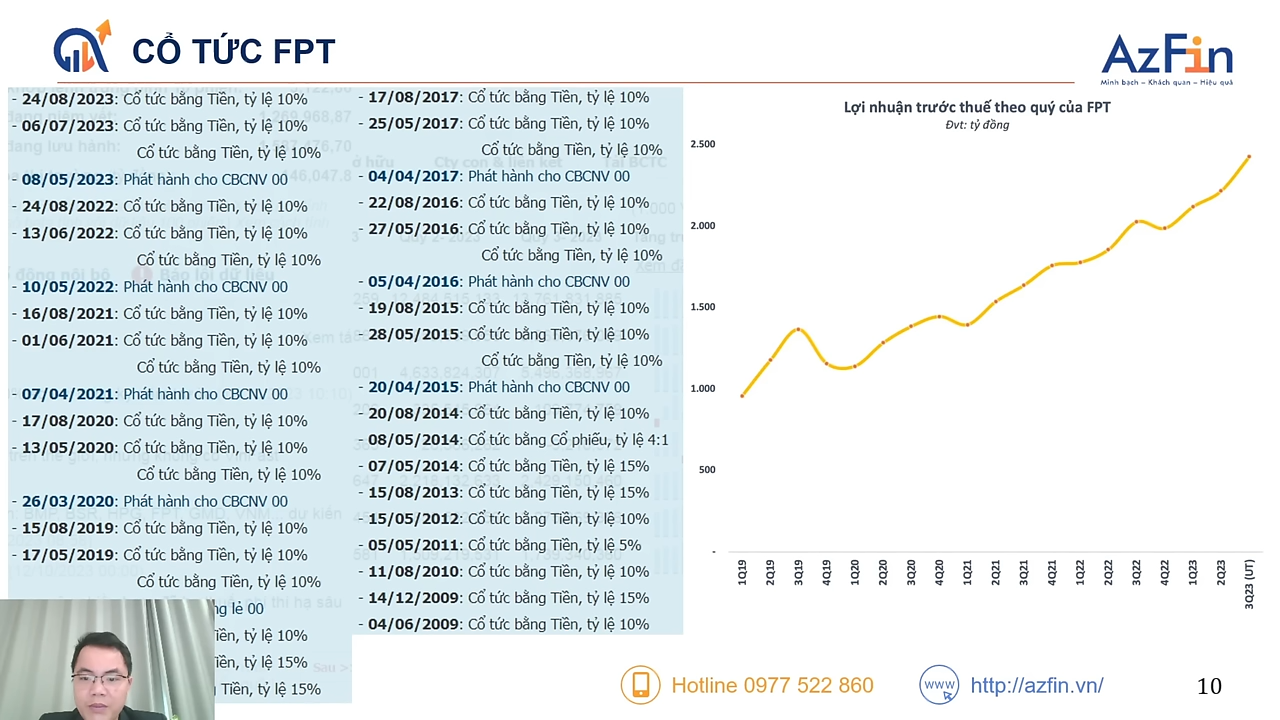 CỔ TỨC FPT
AzFin
Minh bạch – Khách quan – Hiệu quả
- 24/08/2023: Cổ tức bằng Tiền, tỷ lệ 10%
- 06/07/2023: Cổ tức bằng Tiền, tỷ lệ 10%
Cổ tức bằng Tiền, tỷ lệ 10%
- 08/05/2023: Phát hành cho CBCNV 00
- 24/08/2022: Cổ tức bằng Tiền, tỷ lệ 10%
- 13/06/2022: Cổ tức bằng Tiền, tỷ lệ 10%
Cổ tức bằng Tiền, tỷ lệ 10%
- 10/05/2022: Phát hành cho CBCNV 00
- 16/08/2021: Cổ tức bằng Tiền, tỷ lệ 10%
- 01/06/2021: Cổ tức bằng Tiền, tỷ lệ 10%
Cổ tức bằng Tiền, tỷ lệ 10%
- 07/04/2021: Phát hành cho CBCNV 00
- 17/08/2020: Cổ tức bằng Tiền, tỷ lệ 10%
- 13/05/2020: Cổ tức bằng Tiền, tỷ lệ 10%
Cổ tức bằng Tiền, tỷ lệ 10%
- 26/03/2020: Phát hành cho CBCNV 00
- 15/08/2019: Cổ tức bằng Tiền, tỷ lệ 10%
- 17/05/2019: Cổ tức bằng Tiền, tỷ lệ 10%
Cổ tức bằng Tiền, tỷ lệ 10%
lẻ 00
Tiền, tỷ lệ 10%
Tiền, tỷ lệ 15%
Tiền, tỷ lệ 15%
- 17/08/2017: Cổ tức bằng Tiền, tỷ lệ 10%
- 25/05/2017: Cổ tức bằng Tiền, tỷ lệ 10%
Cổ tức bằng Tiền, tỷ lệ 10%
- 04/04/2017: Phát hành cho CBCNV 00
- 22/08/2016: Cổ tức bằng Tiền, tỷ lệ 10%
- 27/05/2016: Cổ tức bằng Tiền, tỷ lệ 10%
Cổ tức bằng Tiền, tỷ lệ 10%
- 05/04/2016: Phát hành cho CBCNV 00
- 19/08/2015: Cổ tức bằng Tiền, tỷ lệ 10%
- 28/05/2015: Cổ tức bằng Tiền, tỷ lệ 10%
Cổ tức bằng Tiền, tỷ lệ 10%
- 20/04/2015: Phát hành cho CBCNV 00
- 20/08/2014: Cổ tức bằng Tiền, tỷ lệ 10%
- 08/05/2014: Cổ tức bằng Cổ phiếu, tỷ lệ 4:1
- 07/05/2014: Cổ tức bằng Tiền, tỷ lệ 15%
- 15/08/2013: Cổ tức bằng Tiền, tỷ lệ 15%
- 15/05/2012: Cổ tức bằng Tiền, tỷ lệ 10%
- 05/05/2011: Cổ tức bằng Tiền, tỷ lệ 5%
- 11/08/2010: Cổ tức bằng Tiền, tỷ lệ 10%
- 14/12/2009: Cổ tức bằng Tiền, tỷ lệ 15%
- 04/06/2009: Cổ tức bằng Tiền, tỷ lệ 10%
Lợi nhuận trước thuế theo quý của FPT
Đvt: tỷ đồng
2.500
2.000
1.500
1.000
500
-
1Q19
2Q19
3Q19
4Q19
1Q20
2Q20
3Q20
4Q20
1Q21
2Q21
3Q21
4Q21
1Q22
2Q22
3Q22
4Q22
1Q23
2Q23
3Q23 (UT)
Hotline 0977 522 860
www
http://azfin.vn/
10